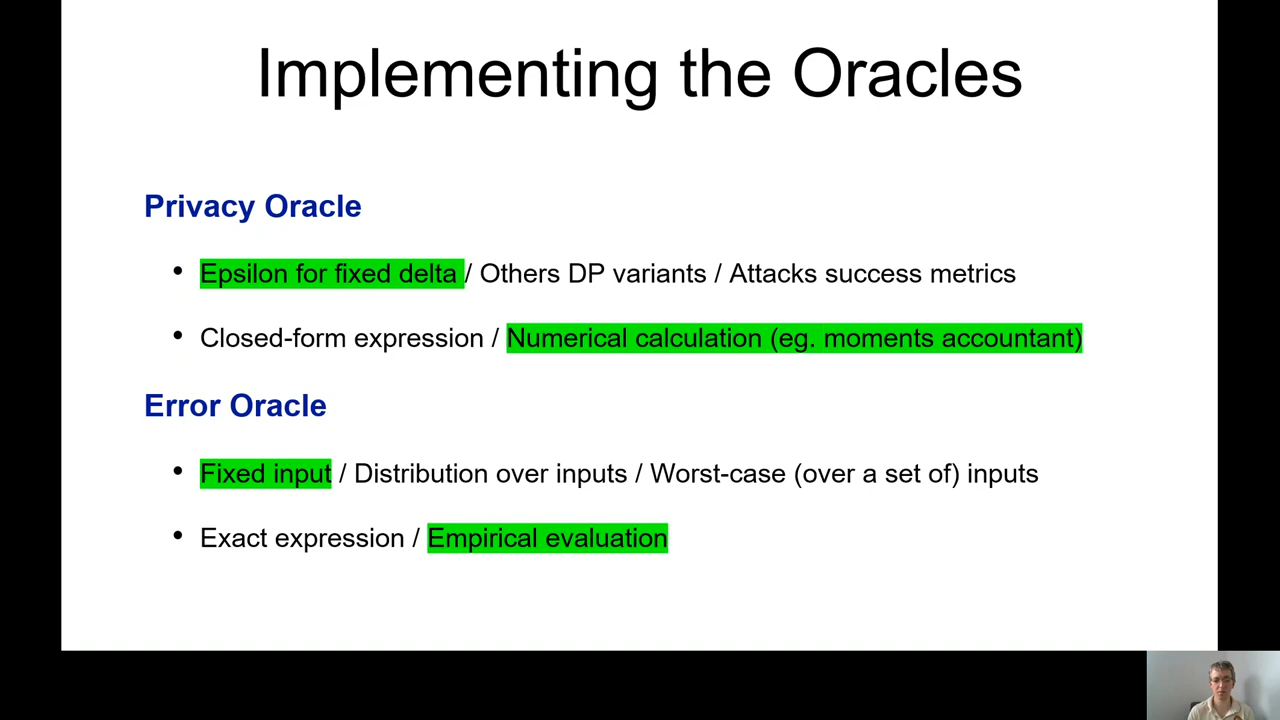 Implementing the Oracles
Privacy Oracle
• Epsilon for fixed delta / Others DP variants / Attacks success metrics
• Closed-form expression / Numerical calculation (eg. moments accountant)
Error Oracle
• Fixed input / Distribution over inputs / Worst-case (over a set of) inputs
• Exact expression / Empirical evaluation